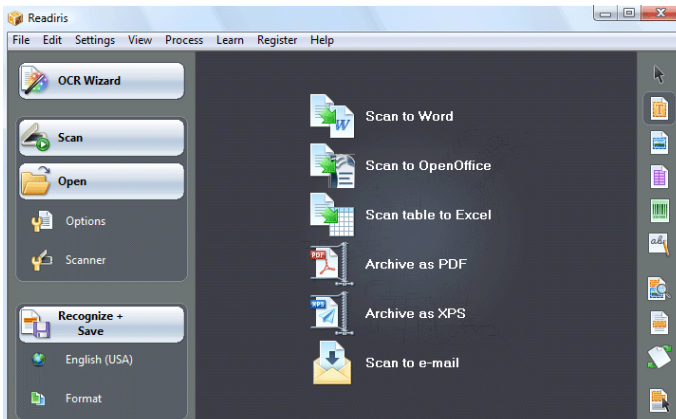 Readiris
File Edit Settings View Process Learn Register Help
OCR Wizard
Scan
Open
Options
Scanner
Recognize +
Save
English (USA)
Format
Scan to Word
Scan to OpenOffice
Scan table to Excel
Archive as PDF
Archive as XPS
Scan to e-mail